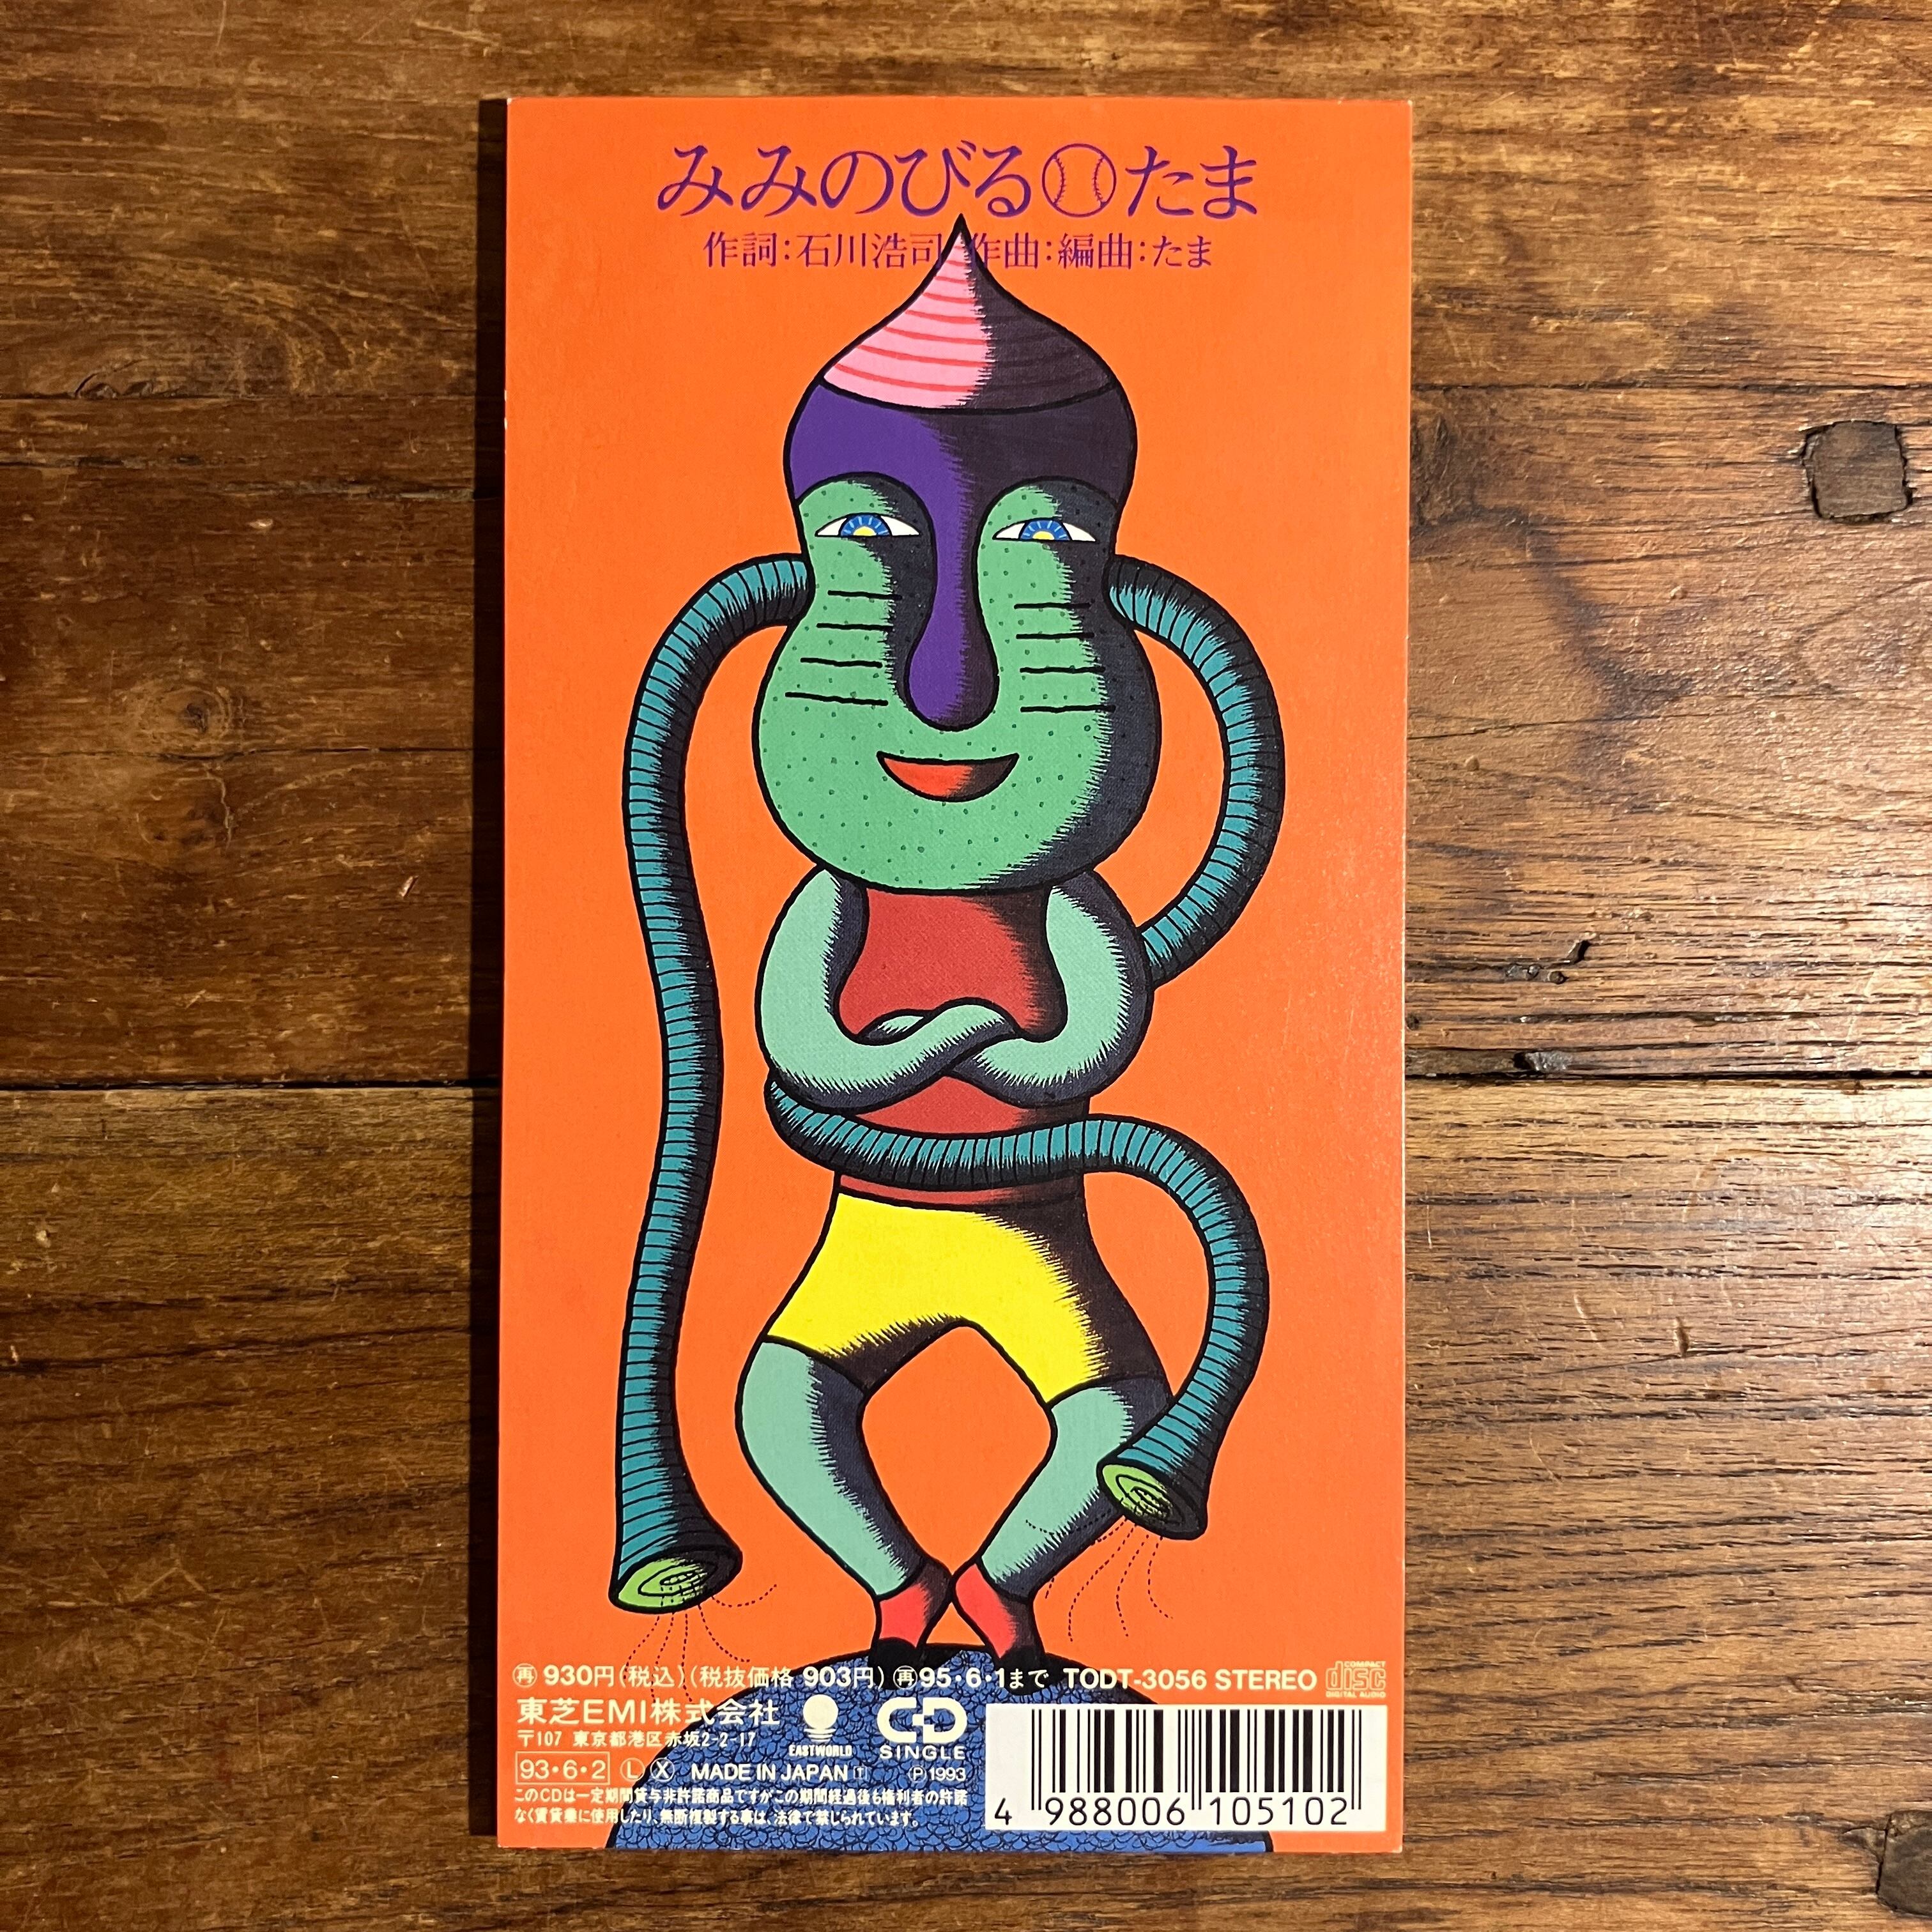 みみのびる たま
作詞：石川浩司 作曲：編曲：たま
再 930円（税込）（税抜価格 903円） 再 95・6・1まで TODT-3056 STEREO COMPACT disc DIGITAL AUDIO
東芝EMI株式会社
〒107 東京都港区赤坂2-2-17
EASTWORLD
CD SINGLE
93・6・2 Ⓛ Ⓧ MADE IN JAPAN 1 Ⓟ1993
このCDは一定期間貸与非許諾商品ですがこの期間経過後も権利者の許諾
なく賃貸業に使用したり、無断複製する事は、法律で禁じられています。
4 988006 105102